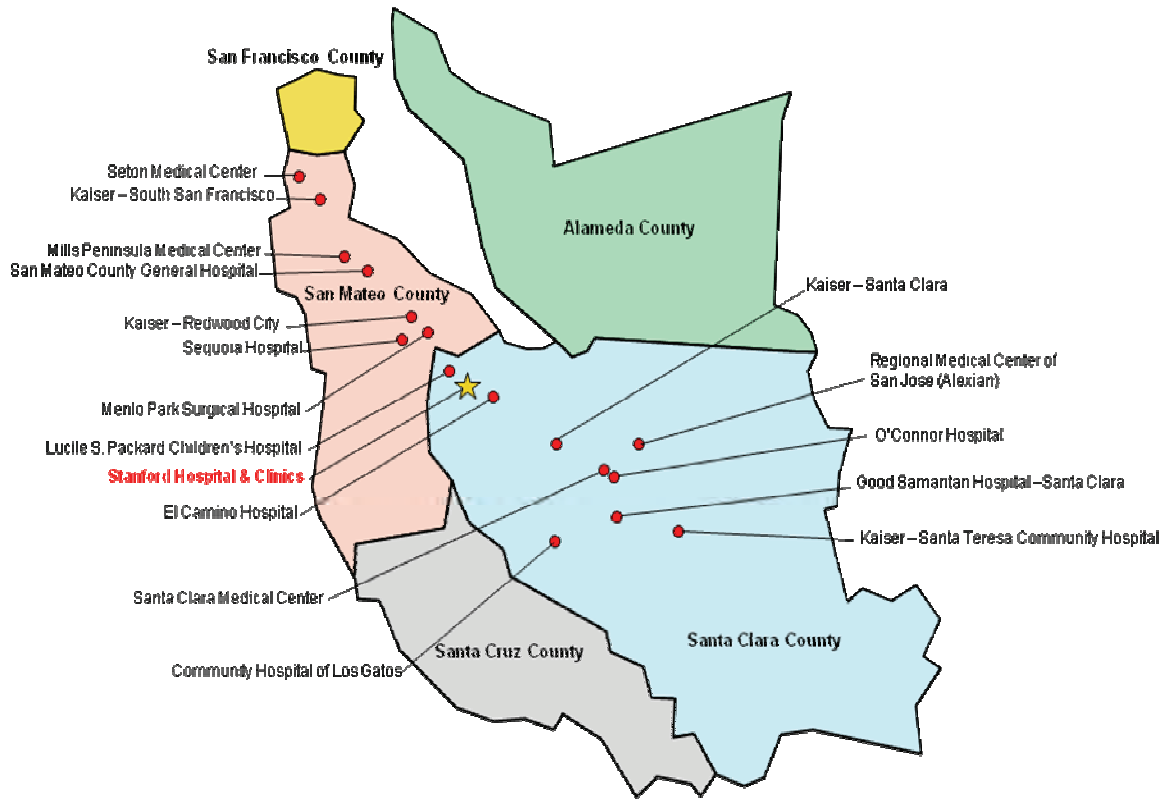 San Francisco County
Seton Medical Center
Kaiser – South San Francisco
Alameda County
Mills Peninsula Medical Center
San Mateo County General Hospital
Kaiser – Santa Clara
San Mateo County
Kaiser – Redwood City
Sequoia Hospital
Regional Medical Center of
San Jose (Alexian)
Menlo Park Surgical Hosprtal
O'Connor Hospital
Lucile S. Packard Children's Hospital
Stanford Hospital & Clinics
Good Samantan Hospital –Santa Clara
El Camino Hospital
Kaiser – Santa Teresa Community Hospital
Santa Clara Medical Center
Santa Clara County
Santa Cruz County
Community Hospital of Los Gatos